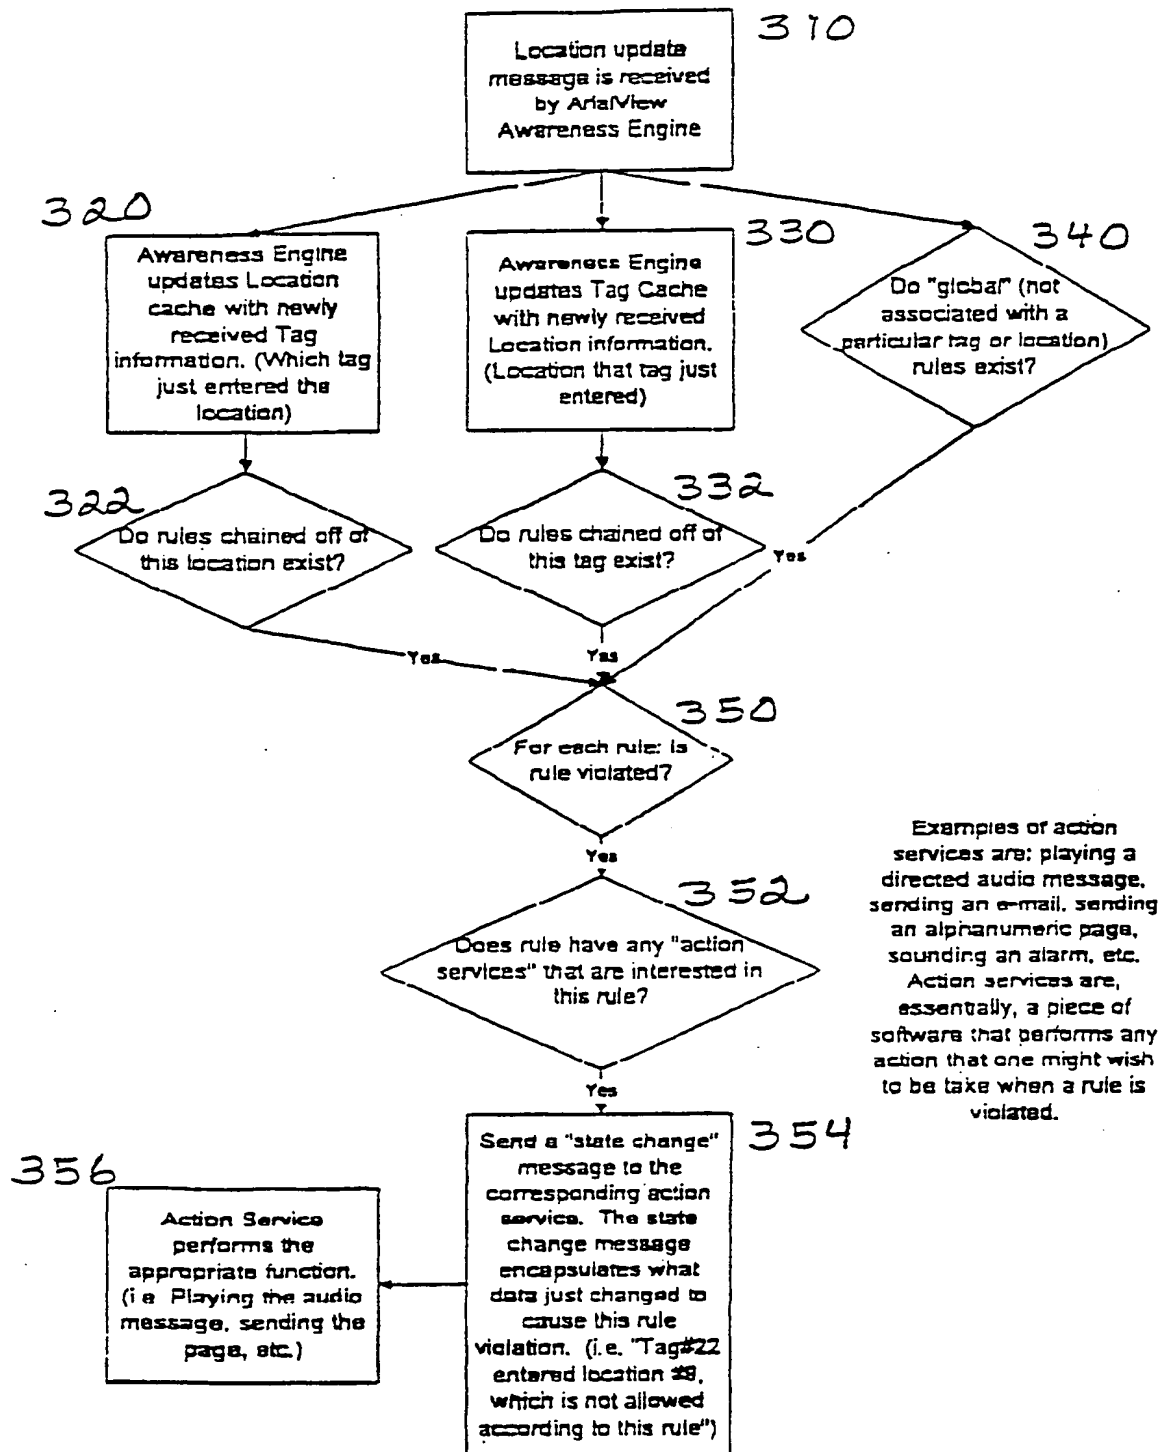 310
Location update
message is received
by ArialView
Awareness Engine
320
Awareness Engine
updates Location
cache with newly
received Tag
information. (Which tag
just entered the
location)
330
Awareness Engine
updates Tag Cache
with newly received
Location information.
(Location that tag just
entered)
340
Do "global" (not
associated with a
particular tag or location)
rules exist?
322
Do rules chained off of
this location exist?
332
Do rules chained off of
this tag exist?
Yes
Yes
Yes
350
For each rule: is
rule violated?
Yes
352
Does rule have any "action
services" that are interested in
this rule?
Examples of action
services are: playing a
directed audio message,
sending an e-mail, sending
an alphanumeric page,
sounding an alarm, etc.
Action services are,
essentially, a piece of
software that performs any
action that one might wish
to be take when a rule is
violated.
Yes
354
Send a "state change"
message to the
corresponding action
service. The state
change message
encapsulates what
data just changed to
cause this rule
violation. (i.e. "Tag#22
entered location #9,
which is not allowed
according to this rule")
356
Action Service
performs the
appropriate function.
(i.e Playing the audio
message, sending the
page, etc.)